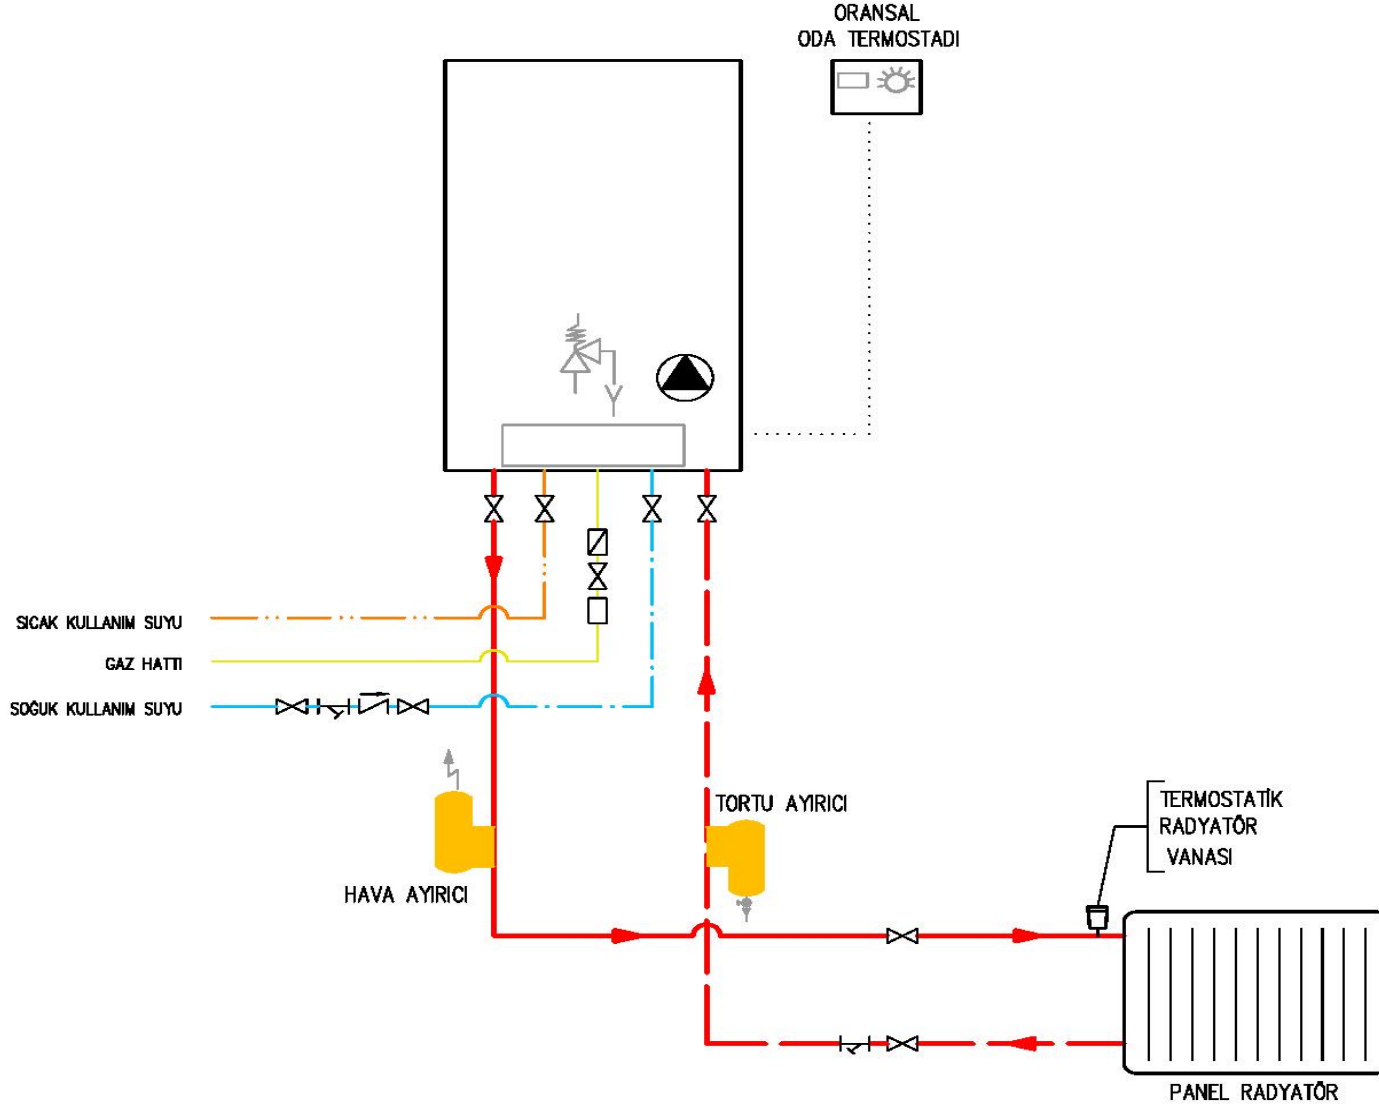 ORANSAL
ODA TERMOSTADI
SICAK KULLANIM SUYU
GAZ HATTI
SOĞUK KULLANIM SUYU
TORTU AYIRICI
HAVA AYIRICI
TERMOSTATİK
RADYATÖR
VANASI
PANEL RADYATÖR